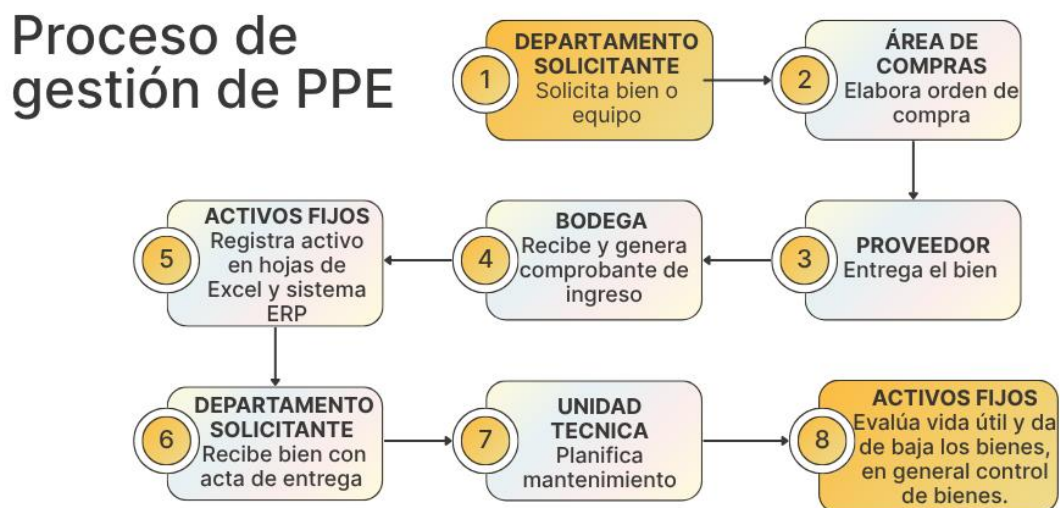 Proceso de
gestión de PPE
1
DEPARTAMENTO
SOLICITANTE
Solicita bien o
equipo
2
ÁREA DE
COMPRAS
Elabora orden de
compra
3
PROVEEDOR
Entrega el bien
4
BODEGA
Recibe y genera
comprobante de
ingreso
5
ACTIVOS FIJOS
Registra activo
en hojas de
Excel y sistema
ERP
6
DEPARTAMENTO
SOLICITANTE
Recibe bien con
acta de entrega
7
UNIDAD
TECNICA
Planifica
mantenimiento
8
ACTIVOS FIJOS
Evalúa vida útil y da
de baja los bienes,
en general control
de bienes.